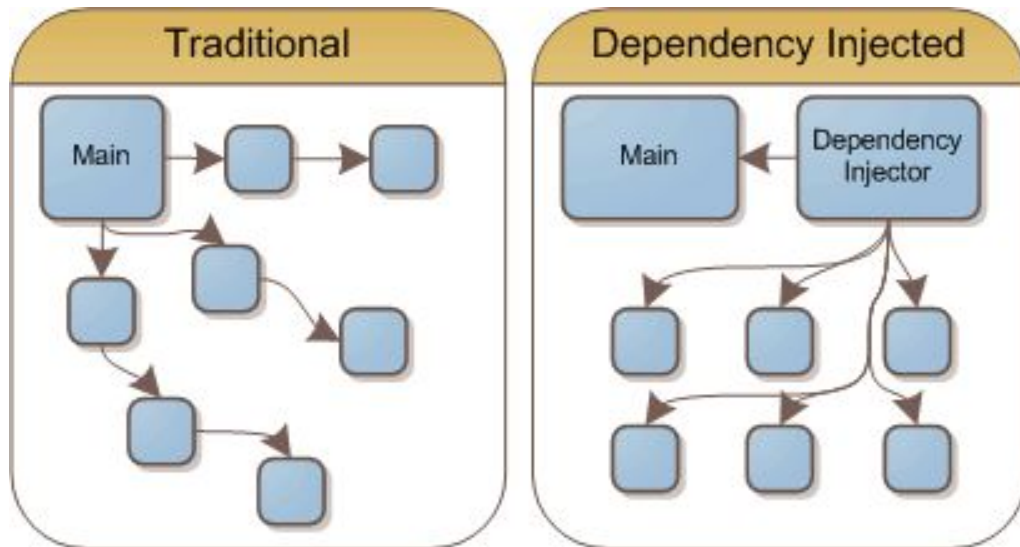 Traditional
Main
Dependency Injected
Main
Dependency
Injector